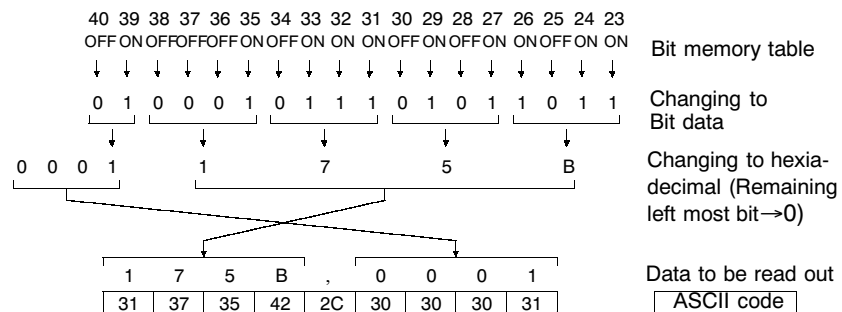 40 39 38 37 36 35 34 33 32 31 30 29 28 27 26 25 24 23
OFF ON OFF OFF OFF ON OFF ON ON ON OFF ON OFF ON ON OFF ON ON
Bit memory table
0 1 0 0 0 1 0 1 1 1 0 1 0 1 1 0 1 1
Changing to
Bit data
0 0 0 1 1 7 5 B
Changing to hexia-
decimal (Remaining
left most bit→0)
1 7 5 B , 0 0 0 1
Data to be read out
31 37 35 42 2C 30 30 30 31
ASCII code